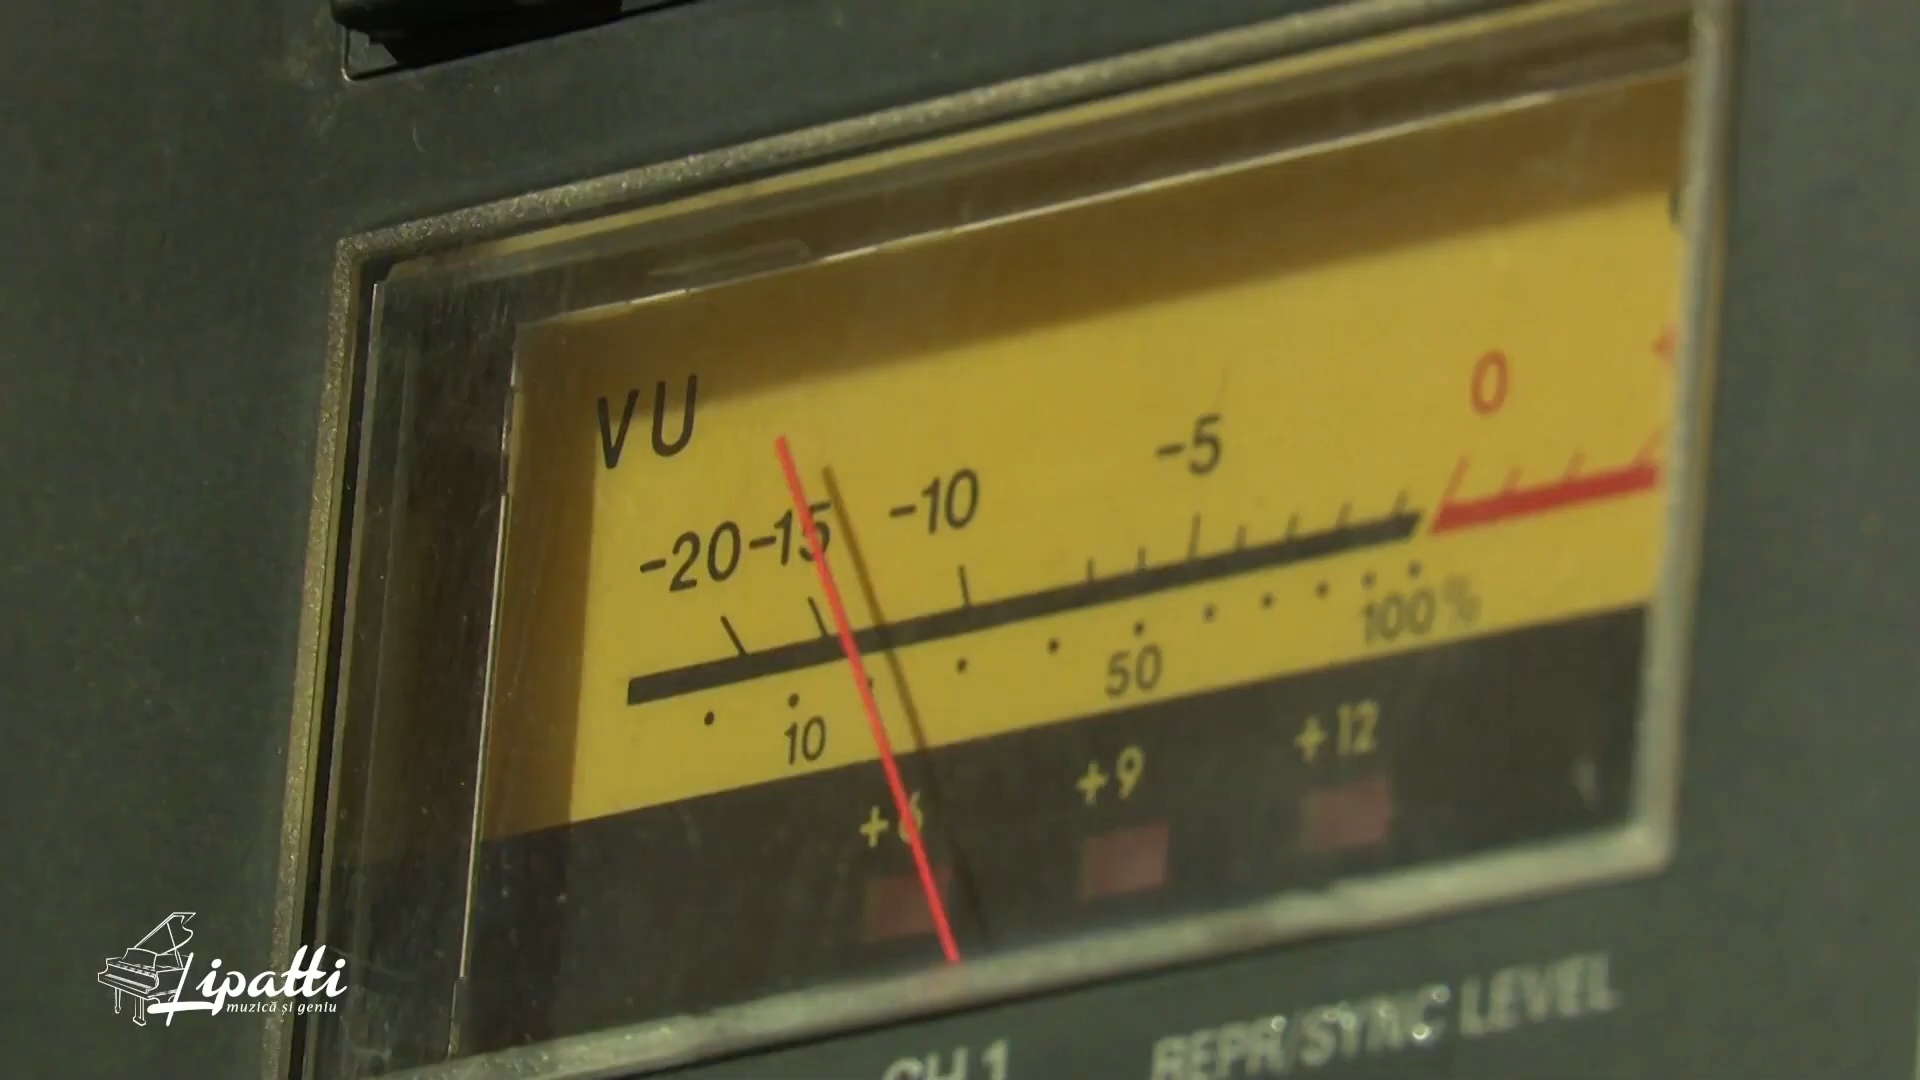 VU
-20 -15 -10 -5 0
10 50 100%
+6 +9 +12
CH 1 REPR/SYNC LEVEL
Lipatti
muzică și geniu